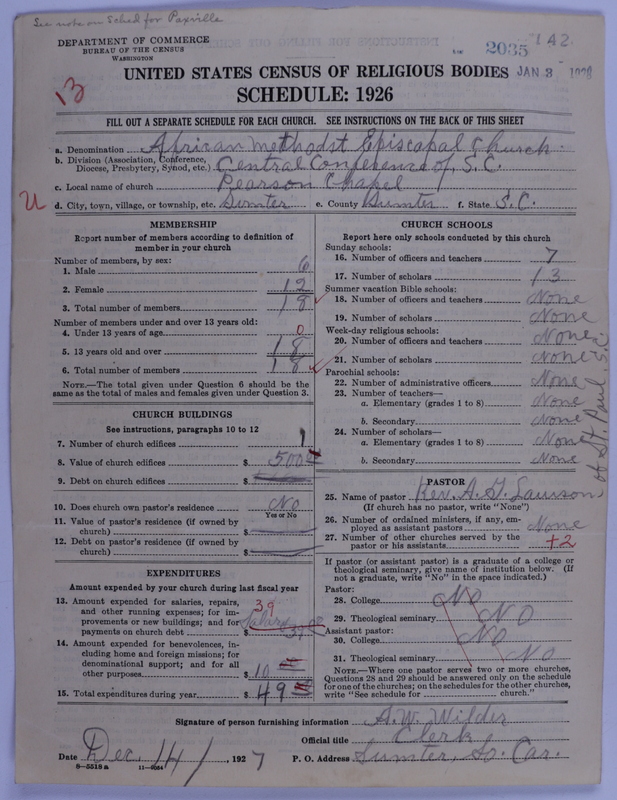 See note on Sched for Paxville
DEPARTMENT OF COMMERCE
BUREAU OF THE CENSUS
WASHINGTON
2035
142
JAN 3 1928
13
UNITED STATES CENSUS OF RELIGIOUS BODIES
SCHEDULE: 1926
FILL OUT A SEPARATE SCHEDULE FOR EACH CHURCH. SEE INSTRUCTIONS ON THE BACK OF THIS SHEET
a. Denomination African Methodst Episcopal Church
b. Division (Association, Conference, Diocese, Presbytery, Synod, etc.) Central Conference of, S.C.
c. Local name of church Pearson Chapel
U
d. City, town, village, or township, etc. Sumter e. County Sumter f. State S.C.
MEMBERSHIP
Report number of members according to definition of
member in your church
Number of members, by sex:
1. Male 6
2. Female 12
3. Total number of members 18
Number of members under and over 13 years old:
4. Under 13 years of age 0
5. 13 years old and over 18
6. Total number of members 18
NOTE.—The total given under Question 6 should be the
same as the total of males and females given under Question 3.
CHURCH BUILDINGS
See instructions, paragraphs 10 to 12
7. Number of church edifices 1
8. Value of church edifices $ 500
9. Debt on church edifices $
10. Does church own pastor's residence No
Yes or No
11. Value of pastor's residence (if owned by
church) $
12. Debt on pastor's residence (if owned by
church) $
EXPENDITURES
Amount expended by your church during last fiscal year
13. Amount expended for salaries, repairs,
and other running expenses; for im-
provements or new buildings; and for
payments on church debt $ 39
Salary 39
14. Amount expended for benevolences, in-
cluding home and foreign missions; for
denominational support; and for all
other purposes $ 10
15. Total expenditures during year $ 49
CHURCH SCHOOLS
Report here only schools conducted by this church
Sunday schools:
16. Number of officers and teachers 7
17. Number of scholars 13
Summer vacation Bible schools:
18. Number of officers and teachers None
19. Number of scholars None
Week-day religious schools:
20. Number of officers and teachers None
21. Number of scholars None
Parochial schools:
22. Number of administrative officers None
23. Number of teachers—
a. Elementary (grades 1 to 8) None
b. Secondary None
24. Number of scholars—
a. Elementary (grades 1 to 8) None
b. Secondary None
of St. Paul
PASTOR
25. Name of pastor Rev. A. G. Lawson
(If church has no pastor, write "None")
26. Number of ordained ministers, if any, em-
ployed as assistant pastors None
27. Number of other churches served by the
pastor or his assistants +2
If pastor (or assistant pastor) is a graduate of a college or
theological seminary, give name of institution below. (If
not a graduate, write "No" in the space indicated.)
Pastor:
28. College No
29. Theological seminary No
Assistant pastor:
30. College No
31. Theological seminary No
NOTE.—Where one pastor serves two or more churches,
Questions 28 and 29 should be answered only on the schedule
for one of the churches; on the schedules for the other churches,
write "See schedule for church."
Signature of person furnishing information A. W. Wilder
Official title Clerk
Date Dec. 14/, 1927 P. O. Address Sumter, So. Car.
8—5518a 11—9034